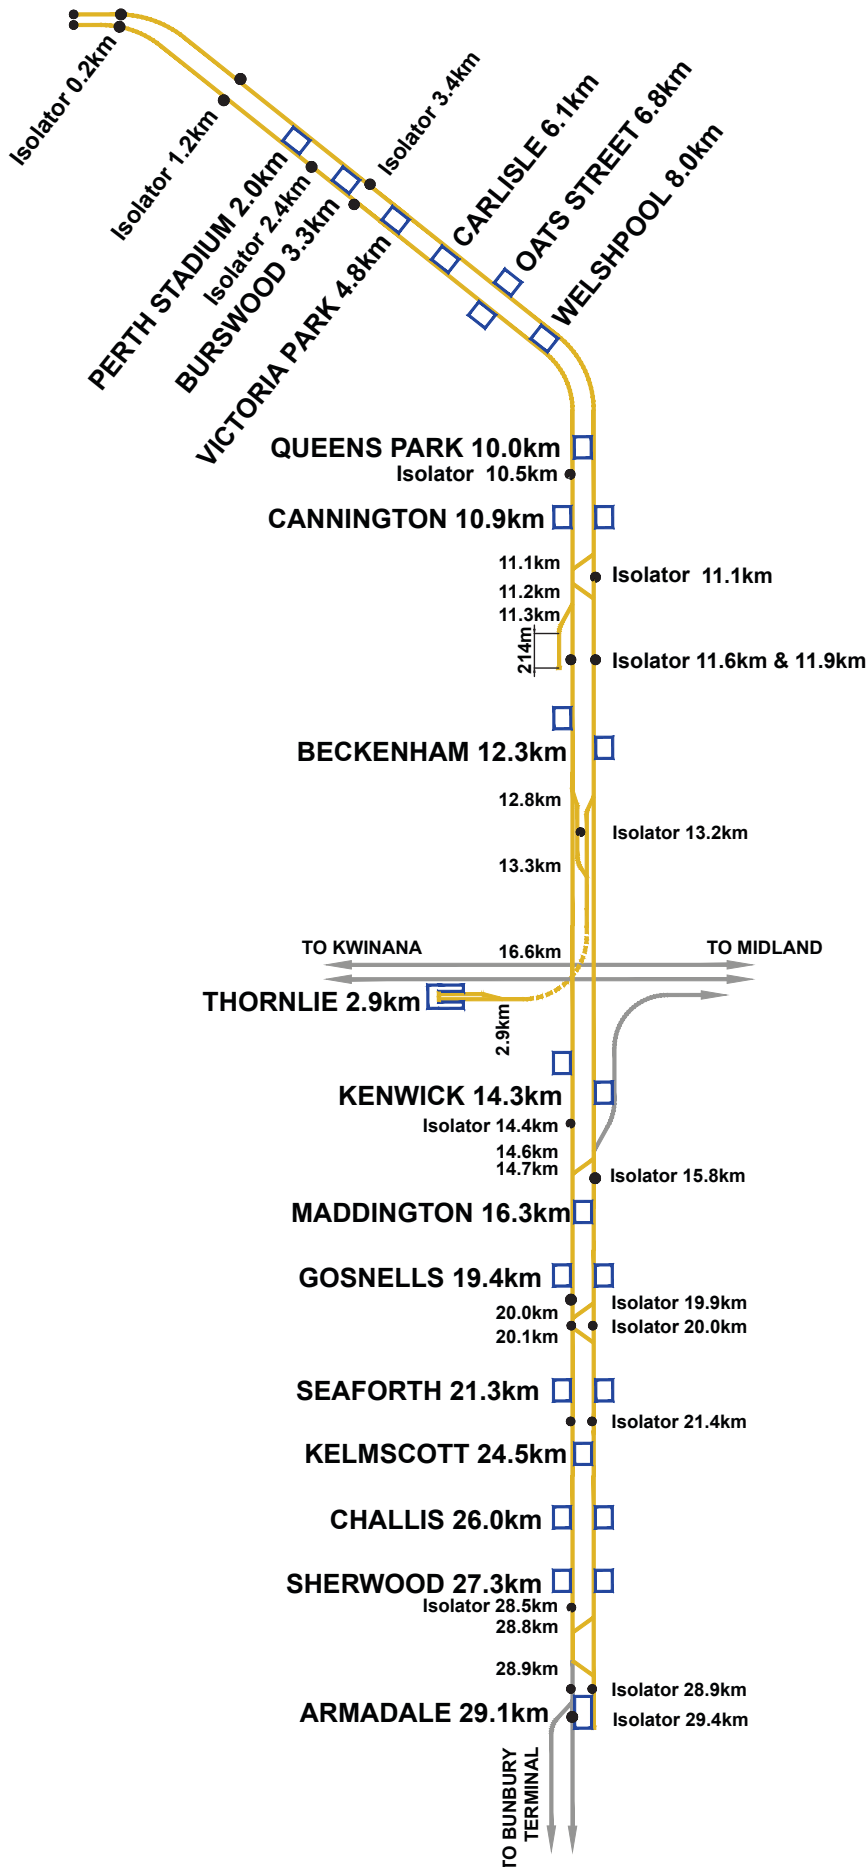 Isolator 0.2km
Isolator 1.2km
PERTH STADIUM 2.0km
Isolator 2.4km
BURSWOOD 3.3km
Isolator 3.4km
VICTORIA PARK 4.8km
CARLISLE 6.1km
OATS STREET 6.8km
WELSHPOOL 8.0km
QUEENS PARK 10.0km
Isolator 10.5km
CANNINGTON 10.9km
11.1km
Isolator 11.1km
11.2km
11.3km
214m
Isolator 11.6km & 11.9km
BECKENHAM 12.3km
12.8km
Isolator 13.2km
13.3km
TO KWINANA
16.6km
TO MIDLAND
THORNLIE 2.9km
2.9km
KENWICK 14.3km
Isolator 14.4km
14.6km
14.7km
Isolator 15.8km
MADDINGTON 16.3km
GOSNELLS 19.4km
Isolator 19.9km
20.0km
Isolator 20.0km
20.1km
SEAFORTH 21.3km
Isolator 21.4km
KELMSCOTT 24.5km
CHALLIS 26.0km
SHERWOOD 27.3km
Isolator 28.5km
28.8km
28.9km
Isolator 28.9km
ARMADALE 29.1km
Isolator 29.4km
TO BUNBURY
TERMINAL